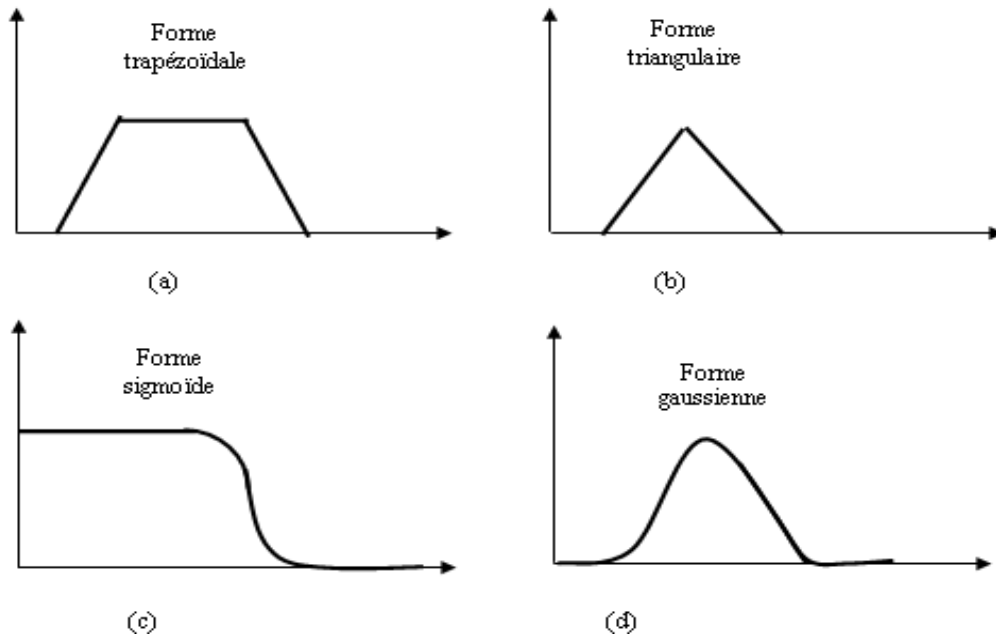 Forme
trapézoïdale
(a)
Forme
triangulaire
(b)
Forme
sigmoïde
(c)
Forme
gaussienne
(d)